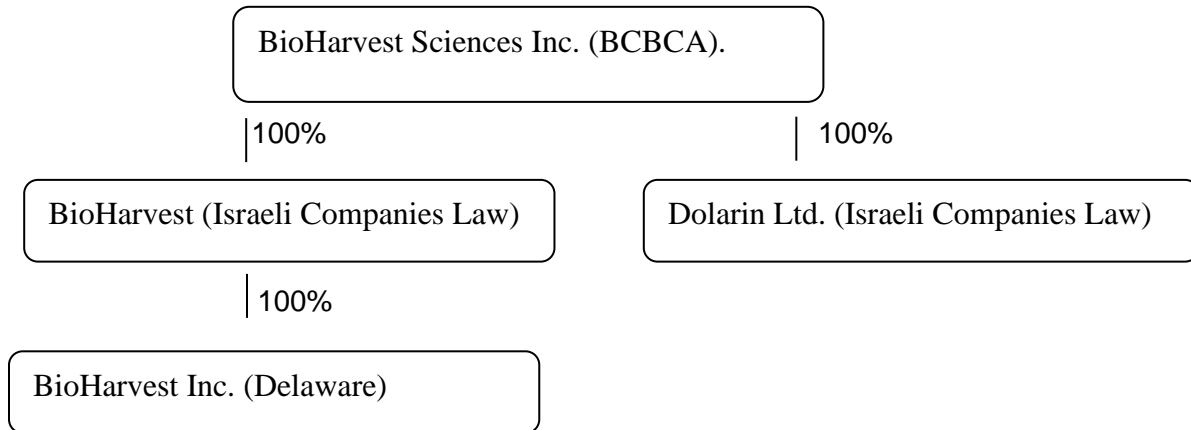 BioHarvest Sciences Inc. (BCBCA).
100%
100%
BioHarvest (Israeli Companies Law)
Dolarin Ltd. (Israeli Companies Law)
100%
BioHarvest Inc. (Delaware)